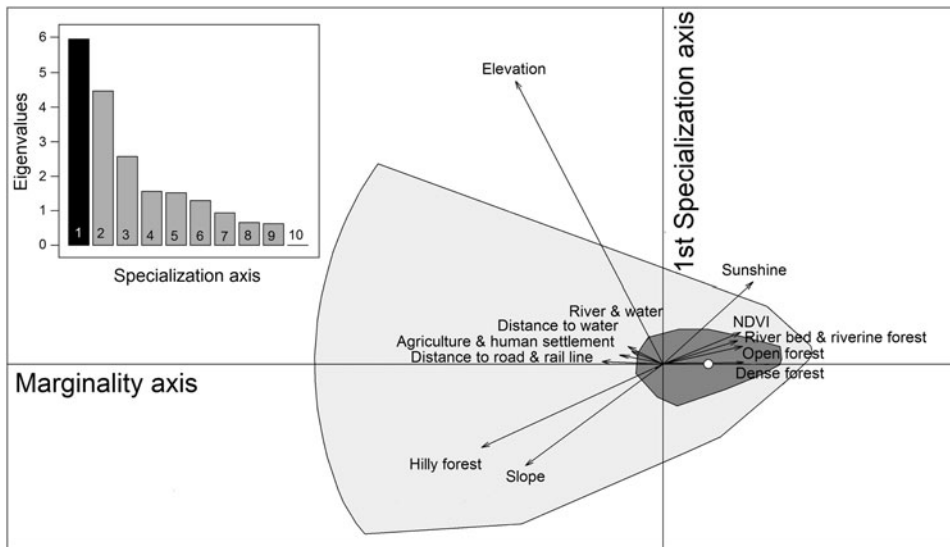 6
5
4
3
2
1
0
Eigenvalues
1 2 3 4 5 6 7 8 9 10
Specialization axis
Elevation
1st Specialization axis
Sunshine
River & water
Distance to water
Agriculture & human settlement
Distance to road & rail line
NDVI
River bed & riverine forest
Open forest
Dense forest
Marginality axis
Hilly forest
Slope